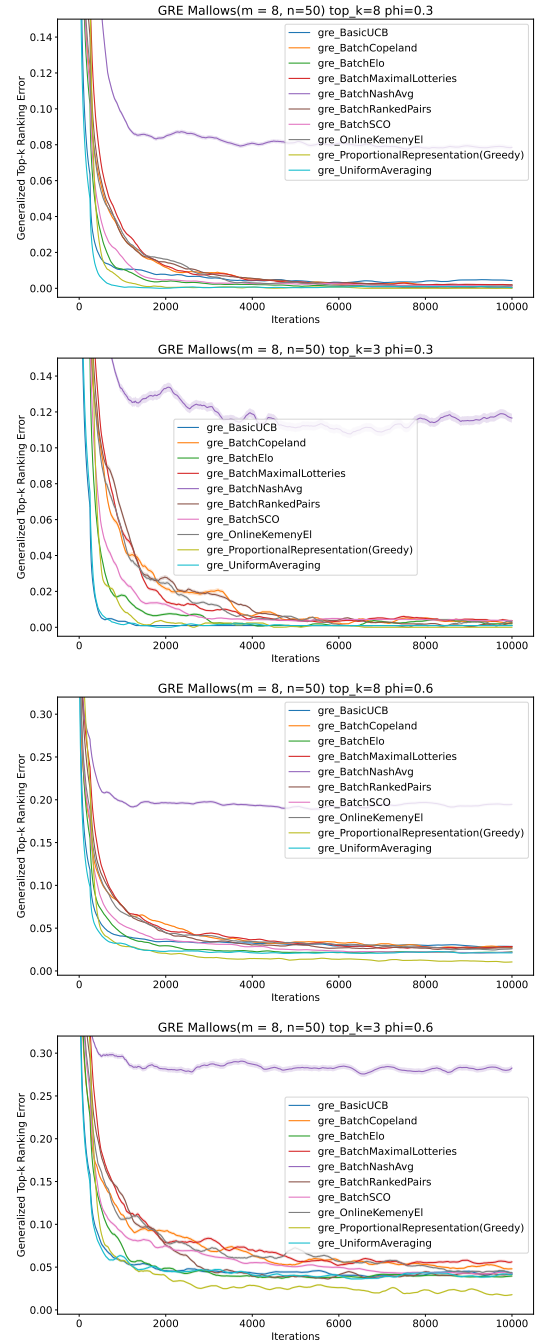 GRE Mallows(m = 8, n=50) top_k=8 phi=0.3
Generalized Top-k Ranking Error
0.14
0.12
0.10
0.08
0.06
0.04
0.02
0.00
gre_BasicUCB
gre_BatchCopeland
gre_BatchElo
gre_BatchMaximalLotteries
gre_BatchNashAvg
gre_BatchRankedPairs
gre_BatchSCO
gre_OnlineKemenyEl
gre_ProportionalRepresentation(Greedy)
gre_UniformAveraging
0 2000 4000 6000 8000 10000
Iterations
GRE Mallows(m = 8, n=50) top_k=3 phi=0.3
Generalized Top-k Ranking Error
0.14
0.12
0.10
0.08
0.06
0.04
0.02
0.00
gre_BasicUCB
gre_BatchCopeland
gre_BatchElo
gre_BatchMaximalLotteries
gre_BatchNashAvg
gre_BatchRankedPairs
gre_BatchSCO
gre_OnlineKemenyEl
gre_ProportionalRepresentation(Greedy)
gre_UniformAveraging
0 2000 4000 6000 8000 10000
Iterations
GRE Mallows(m = 8, n=50) top_k=8 phi=0.6
Generalized Top-k Ranking Error
0.30
0.25
0.20
0.15
0.10
0.05
0.00
gre_BasicUCB
gre_BatchCopeland
gre_BatchElo
gre_BatchMaximalLotteries
gre_BatchNashAvg
gre_BatchRankedPairs
gre_BatchSCO
gre_OnlineKemenyEl
gre_ProportionalRepresentation(Greedy)
gre_UniformAveraging
0 2000 4000 6000 8000 10000
Iterations
GRE Mallows(m = 8, n=50) top_k=3 phi=0.6
Generalized Top-k Ranking Error
0.30
0.25
0.20
0.15
0.10
0.05
0.00
gre_BasicUCB
gre_BatchCopeland
gre_BatchElo
gre_BatchMaximalLotteries
gre_BatchNashAvg
gre_BatchRankedPairs
gre_BatchSCO
gre_OnlineKemenyEl
gre_ProportionalRepresentation(Greedy)
gre_UniformAveraging
0 2000 4000 6000 8000 10000
Iterations